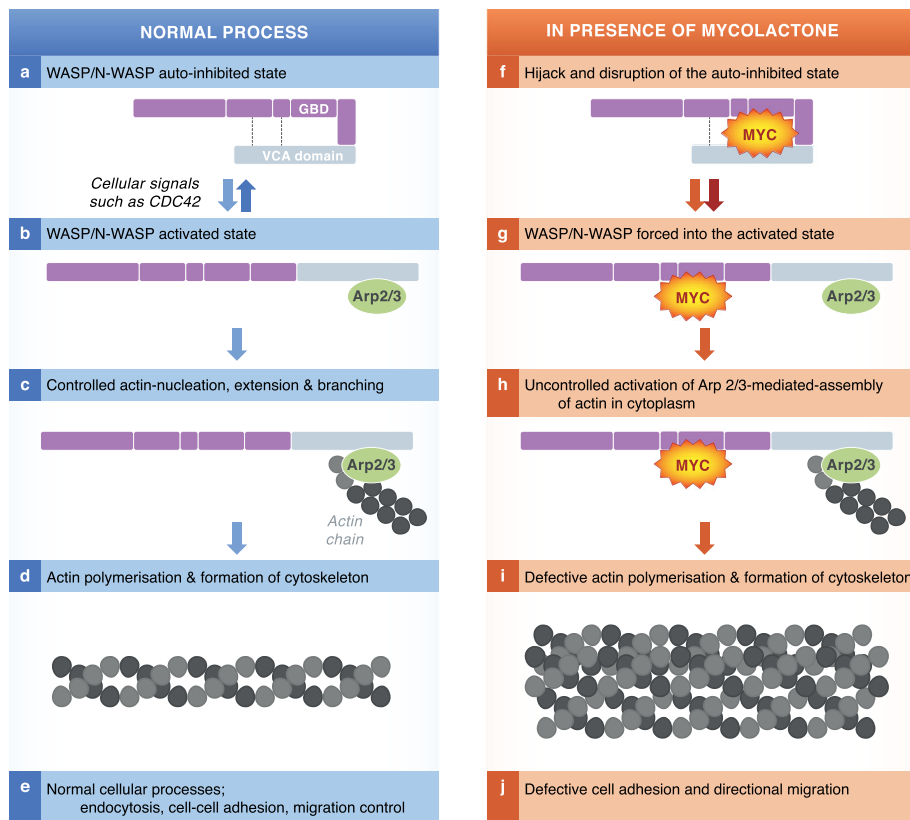 NORMAL PROCESS
a WASP/N-WASP auto-inhibited state
GBD
VCA domain
Cellular signals
such as CDC42
b WASP/N-WASP activated state
Arp2/3
c Controlled actin-nucleation, extension & branching
Arp2/3
Actin
chain
d Actin polymerisation & formation of cytoskeleton
e Normal cellular processes;
endocytosis, cell-cell adhesion, migration control
IN PRESENCE OF MYCOLACTONE
f Hijack and disruption of the auto-inhibited state
MYC
g WASP/N-WASP forced into the activated state
MYC
Arp2/3
h Uncontrolled activation of Arp 2/3-mediated-assembly
of actin in cytoplasm
MYC
Arp2/3
i Defective actin polymerisation & formation of cytoskeleton
j Defective cell adhesion and directional migration